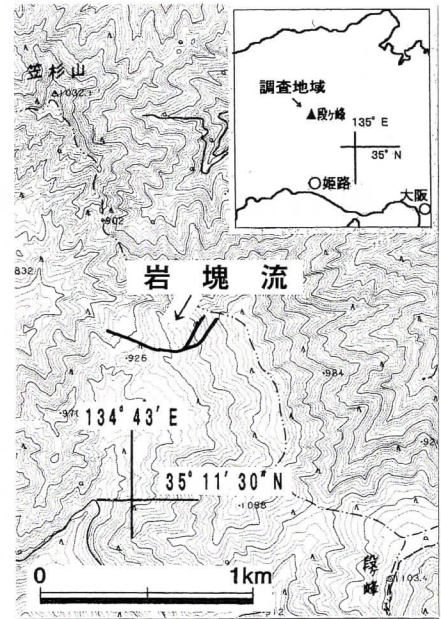 笠杉山
1032.1
902
832
岩塊流
926
984
134°43′E
35°11′30″N
1088
0 1km
段ヶ峰
1103.4
調査地域
▲段ヶ峰
135°E
35°N
姫路
大阪